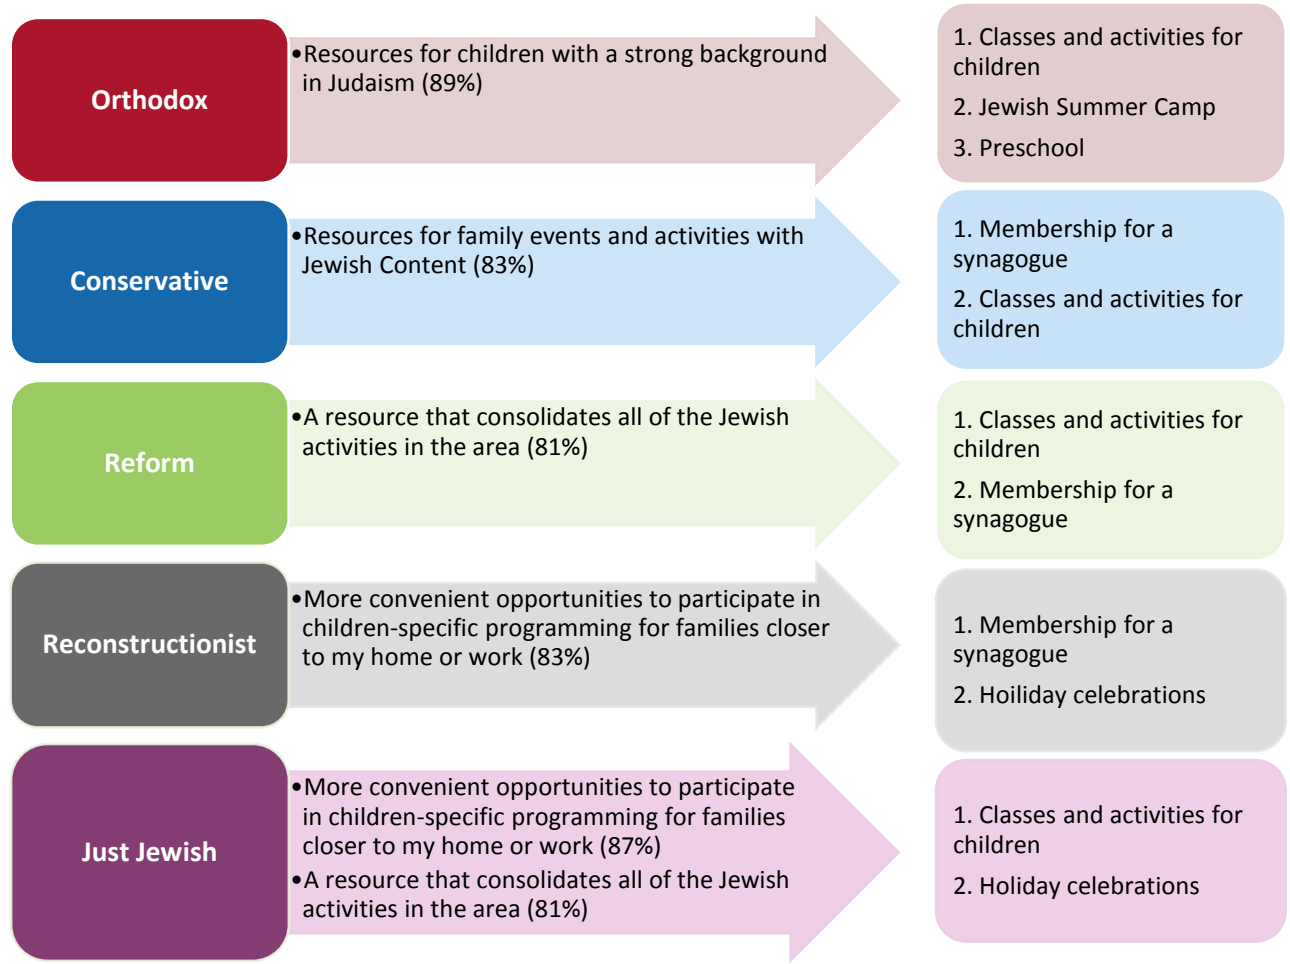 Orthodox
•Resources for children with a strong background
in Judaism (89%)
1. Classes and activities for
children
2. Jewish Summer Camp
3. Preschool
Conservative
•Resources for family events and activities with
Jewish Content (83%)
1. Membership for a
synagogue
2. Classes and activities for
children
Reform
•A resource that consolidates all of the Jewish
activities in the area (81%)
1. Classes and activities for
children
2. Membership for a
synagogue
Reconstructionist
•More convenient opportunities to participate in
children-specific programming for families closer
to my home or work (83%)
1. Membership for a
synagogue
2. Hoiliday celebrations
Just Jewish
•More convenient opportunities to participate
in children-specific programming for families
closer to my home or work (87%)
•A resource that consolidates all of the Jewish
activities in the area (81%)
1. Classes and activities for
children
2. Holiday celebrations